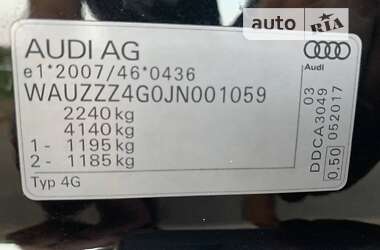 auto RIA
AUDI AG
Audi
e1*2007/46*0436
WAUZZZ4G0JN001059
2240 kg
4140 kg
1- 1195 kg
2- 1185 kg
Typ 4G
03
DDCA3049
0.50 052017